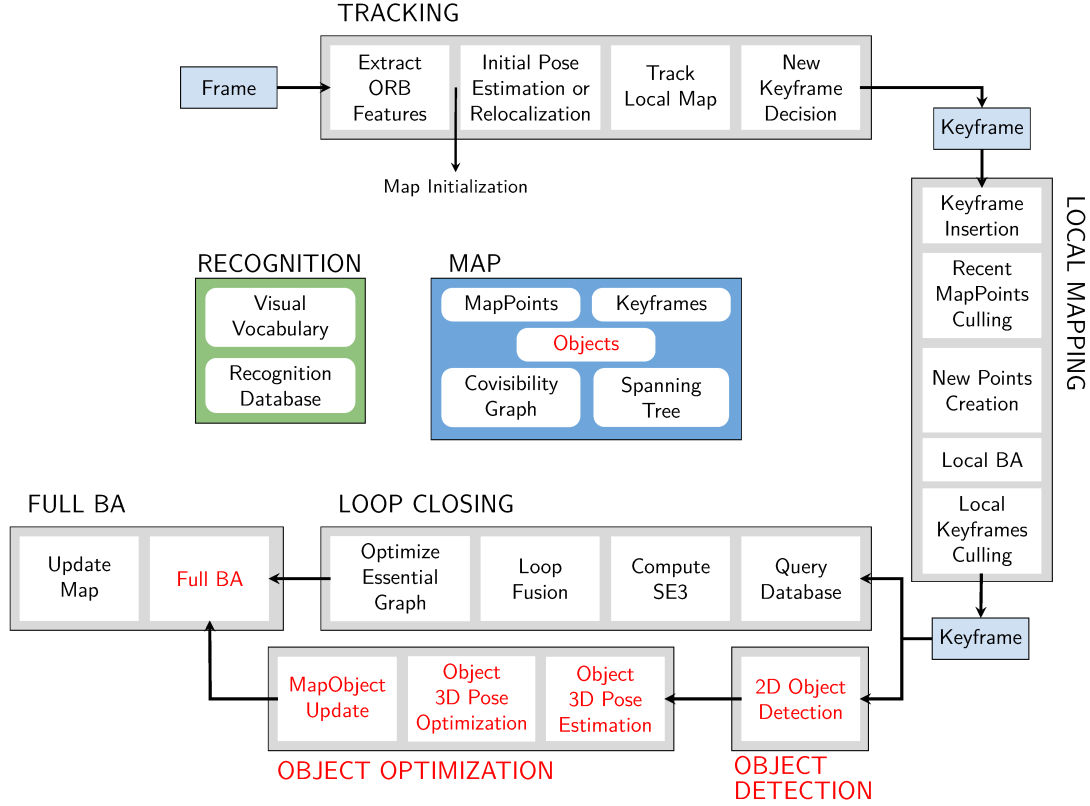 TRACKING
Frame
Extract
ORB
Features
Initial Pose
Estimation or
Relocalization
Track
Local Map
New
Keyframe
Decision
Keyframe
Map Initialization
LOCAL MAPPING
Keyframe
Insertion
Recent
MapPoints
Culling
New Points
Creation
Local BA
Local
Keyframes
Culling
RECOGNITION
Visual
Vocabulary
Recognition
Database
MAP
MapPoints
Keyframes
Objects
Covisibility
Graph
Spanning
Tree
FULL BA
Update
Map
Full BA
LOOP CLOSING
Optimize
Essential
Graph
Loop
Fusion
Compute
SE3
Query
Database
Keyframe
MapObject
Update
Object
3D Pose
Optimization
Object
3D Pose
Estimation
2D Object
Detection
OBJECT OPTIMIZATION
OBJECT
DETECTION